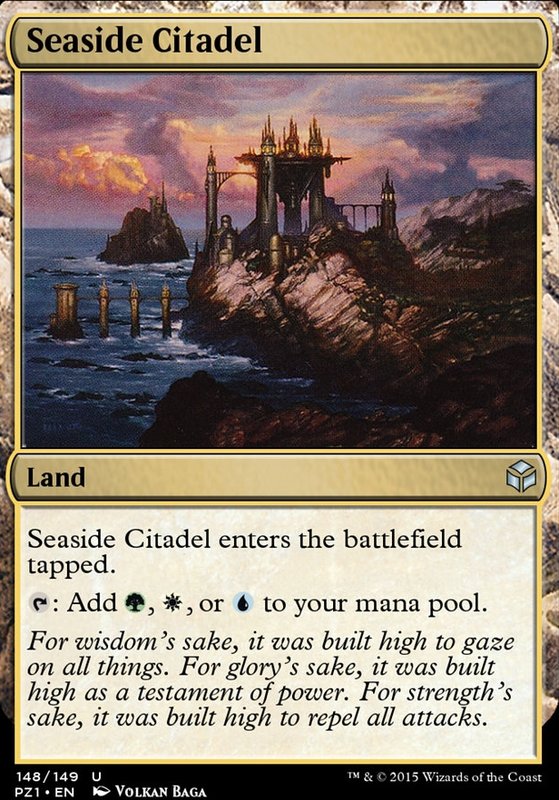 Seaside Citadel
Land
Seaside Citadel enters the battlefield
tapped.
: Add , , or to your mana pool.
For wisdom's sake, it was built high to gaze
on all things. For glory's sake, it was built
high as a testament of power. For strength's
sake, it was built high to repel all attacks.
148/149 U
PZ1 • EN Volkan Baga
™ & © 2015 Wizards of the Coast